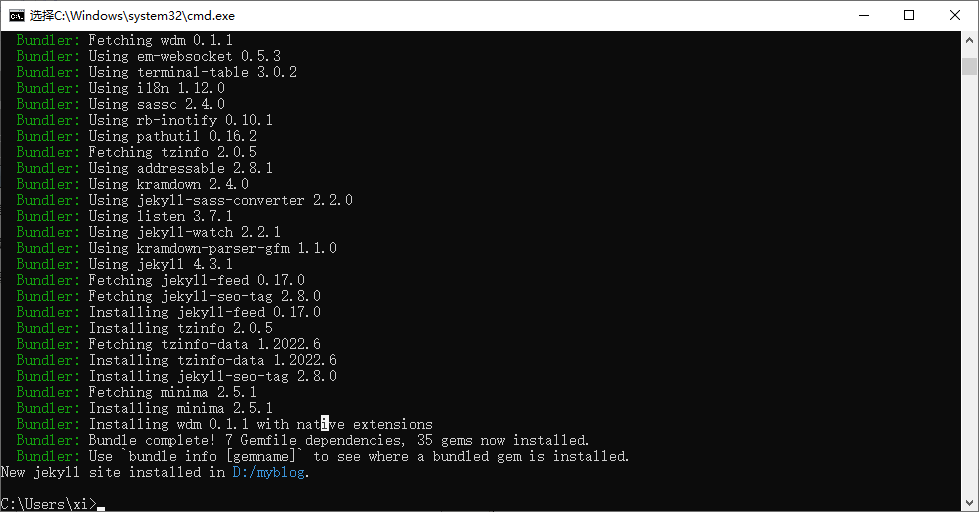 选择C:\Windows\system32\cmd.exe
Bundler: Fetching wdm 0.1.1
Bundler: Using em-websocket 0.5.3
Bundler: Using terminal-table 3.0.2
Bundler: Using i18n 1.12.0
Bundler: Using sassc 2.4.0
Bundler: Using rb-inotify 0.10.1
Bundler: Using pathutil 0.16.2
Bundler: Fetching tzinfo 2.0.5
Bundler: Using addressable 2.8.1
Bundler: Using kramdown 2.4.0
Bundler: Using jekyll-sass-converter 2.2.0
Bundler: Using listen 3.7.1
Bundler: Using jekyll-watch 2.2.1
Bundler: Using kramdown-parser-gfm 1.1.0
Bundler: Using jekyll 4.3.1
Bundler: Fetching jekyll-feed 0.17.0
Bundler: Fetching jekyll-seo-tag 2.8.0
Bundler: Installing jekyll-feed 0.17.0
Bundler: Installing tzinfo 2.0.5
Bundler: Fetching tzinfo-data 1.2022.6
Bundler: Installing tzinfo-data 1.2022.6
Bundler: Installing jekyll-seo-tag 2.8.0
Bundler: Fetching minima 2.5.1
Bundler: Installing minima 2.5.1
Bundler: Installing wdm 0.1.1 with native extensions
Bundler: Bundle complete! 7 Gemfile dependencies, 35 gems now installed.
Bundler: Use `bundle info [gemname]` to see where a bundled gem is installed.
New jekyll site installed in D:/myblog.
C:\Users\xi>